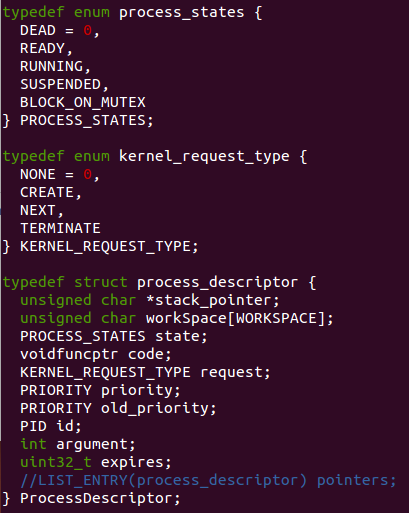 typedef enum process_states {
  DEAD = 0,
  READY,
  RUNNING,
  SUSPENDED,
  BLOCK_ON_MUTEX
} PROCESS_STATES;

typedef enum kernel_request_type {
  NONE = 0,
  CREATE,
  NEXT,
  TERMINATE
} KERNEL_REQUEST_TYPE;

typedef struct process_descriptor {
  unsigned char *stack_pointer;
  unsigned char workSpace[WORKSPACE];
  PROCESS_STATES state;
  voidfuncptr code;
  KERNEL_REQUEST_TYPE request;
  PRIORITY priority;
  PRIORITY old_priority;
  PID id;
  int argument;
  uint32_t expires;
  //LIST_ENTRY(process_descriptor) pointers;
} ProcessDescriptor;